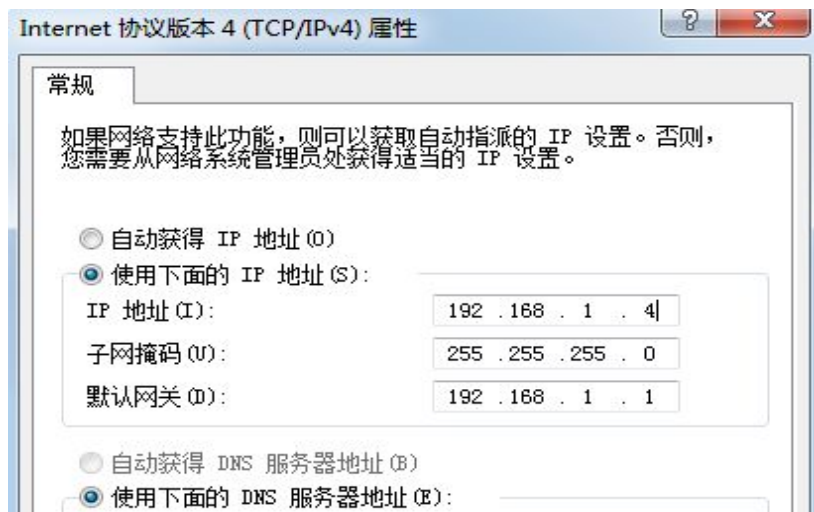 Internet 协议版本 4 (TCP/IPv4) 属性
常规
如果网络支持此功能，则可以获取自动指派的 IP 设置。否则，
您需要从网络系统管理员处获得适当的 IP 设置。
自动获得 IP 地址(O)
使用下面的 IP 地址(S):
IP 地址(I): 192 . 168 . 1 . 4
子网掩码(U): 255 . 255 . 255 . 0
默认网关(D): 192 . 168 . 1 . 1
自动获得 DNS 服务器地址(B)
使用下面的 DNS 服务器地址(E):